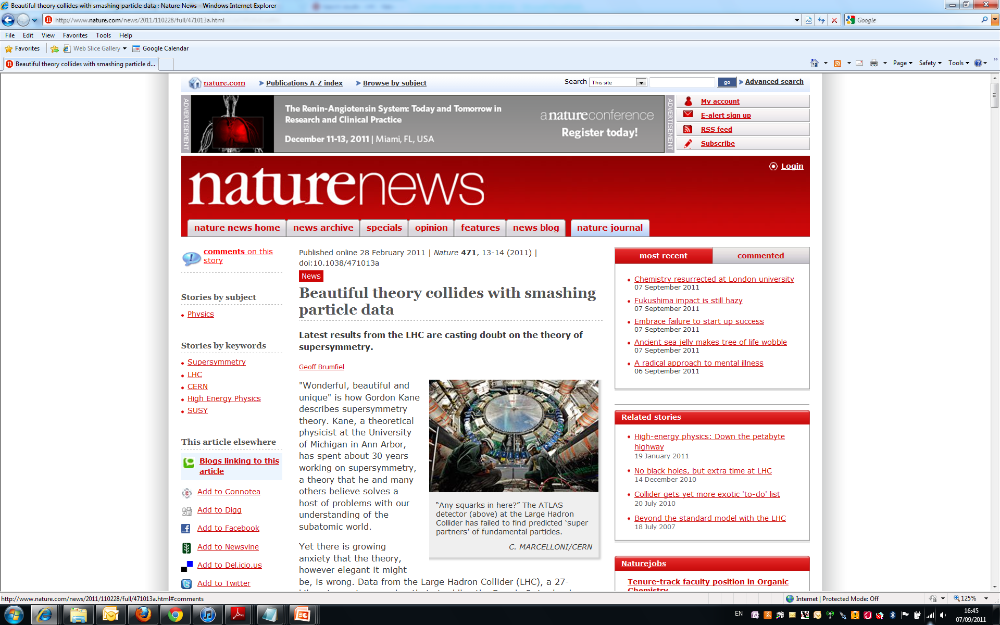 Beautiful theory collides with smashing particle data : Nature News - Windows Internet Explorer
http://www.nature.com/news/2011/110228/full/471013a.html
Google
File Edit View Favorites Tools Help
Favorites Web Slice Gallery Google Calendar
Beautiful theory collides with smashing particle d...
Page Safety Tools
nature.com Publications A-Z index Browse by subject
Search This site go Advanced search
ADVERTISEMENT
The Renin-Angiotensin System: Today and Tomorrow in
Research and Clinical Practice
December 11-13, 2011 | Miami, FL, USA
a nature conference
Register today!
ADVERTISEMENT
My account
E-alert sign up
RSS feed
Subscribe
naturenews
Login
nature news home news archive specials opinion features news blog nature journal
comments on this
story
Stories by subject
Physics
Stories by keywords
Supersymmetry
LHC
CERN
High Energy Physics
SUSY
This article elsewhere
Blogs linking to this
article
Add to Connotea
Add to Digg
Add to Facebook
Add to Newsvine
Add to Del.icio.us
Add to Twitter
Published online 28 February 2011 | Nature 471, 13-14 (2011) |
doi:10.1038/471013a
News
Beautiful theory collides with smashing
particle data
Latest results from the LHC are casting doubt on the theory of
supersymmetry.
Geoff Brumfiel
"Wonderful, beautiful and
unique" is how Gordon Kane
describes supersymmetry
theory. Kane, a theoretical
physicist at the University
of Michigan in Ann Arbor,
has spent about 30 years
working on supersymmetry,
a theory that he and many
others believe solves a
host of problems with our
understanding of the
subatomic world.
Yet there is growing
anxiety that the theory,
however elegant it might
be, is wrong. Data from the Large Hadron Collider (LHC), a 27-
“Any squarks in here?” The ATLAS
detector (above) at the Large Hadron
Collider has failed to find predicted ‘super
partners’ of fundamental particles.
C. MARCELLONI/CERN
most recent commented
Chemistry resurrected at London university
07 September 2011
Fukushima impact is still hazy
07 September 2011
Embrace failure to start up success
07 September 2011
Ancient sea jelly makes tree of life wobble
07 September 2011
A radical approach to mental illness
06 September 2011
Related stories
High-energy physics: Down the petabyte
highway
19 January 2011
No black holes, but extra time at LHC
14 December 2010
Collider gets yet more exotic 'to-do' list
20 July 2010
Beyond the standard model with the LHC
18 July 2007
Naturejobs
Tenure-track faculty position in Organic
Chemistry
http://www.nature.com/news/2011/110228/full/471013a.html#comments
Internet | Protected Mode: Off
125%
EN
16:45
07/09/2011